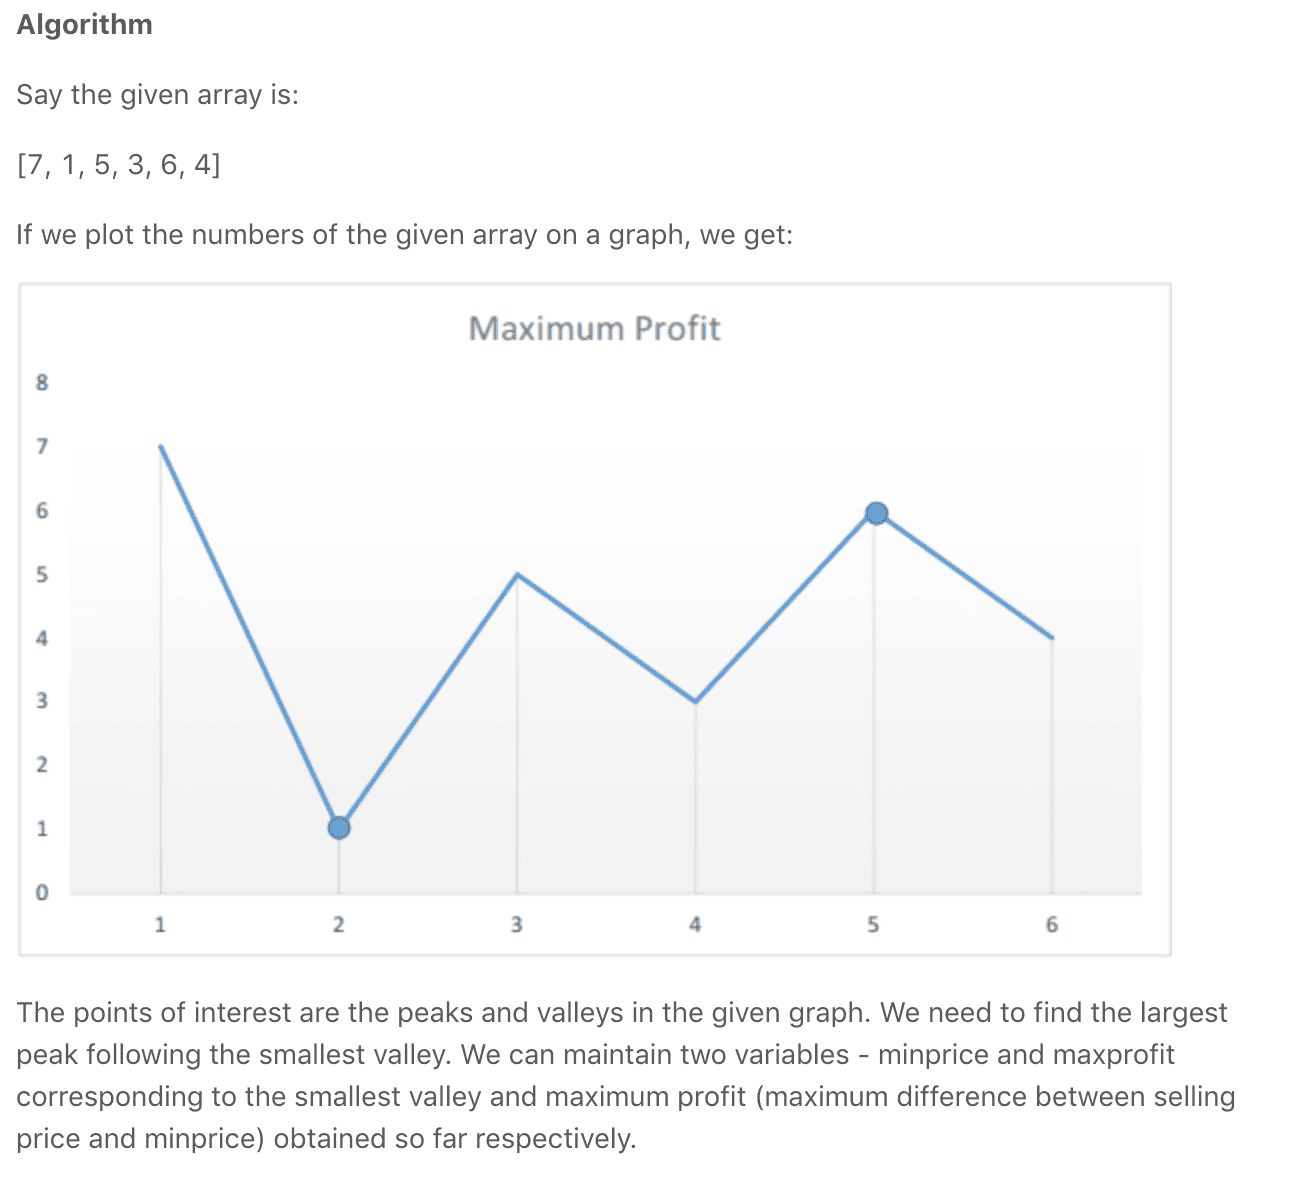 Algorithm
Say the given array is:
[7, 1, 5, 3, 6, 4]
If we plot the numbers of the given array on a graph, we get:
Maximum Profit
8
7
6
5
4
3
2
1
0
1 2 3 4 5 6
The points of interest are the peaks and valleys in the given graph. We need to find the largest
peak following the smallest valley. We can maintain two variables - minprice and maxprofit
corresponding to the smallest valley and maximum profit (maximum difference between selling
price and minprice) obtained so far respectively.